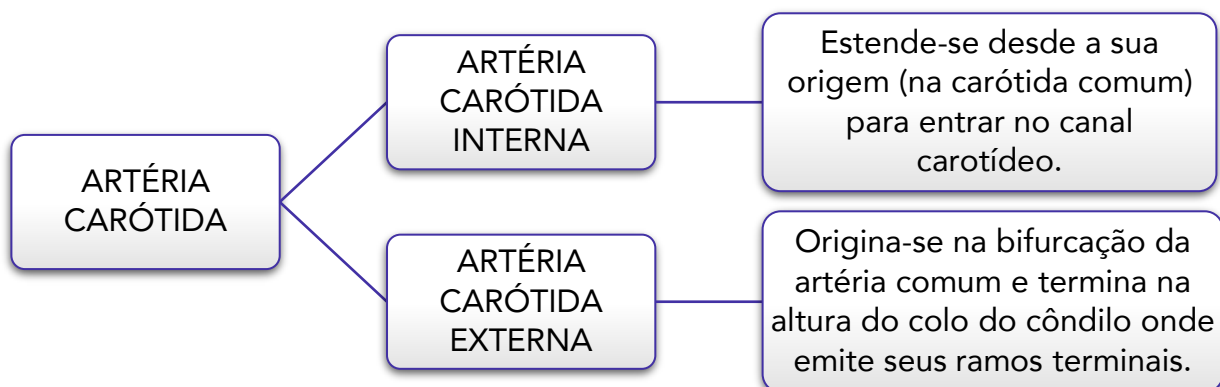 ARTÉRIA
CARÓTIDA
ARTÉRIA
CARÓTIDA
INTERNA
Estende-se desde a sua
origem (na carótida comum)
para entrar no canal
carotídeo.
ARTÉRIA
CARÓTIDA
EXTERNA
Origina-se na bifurcação da
artéria comum e termina na
altura do colo do côndilo onde
emite seus ramos terminais.